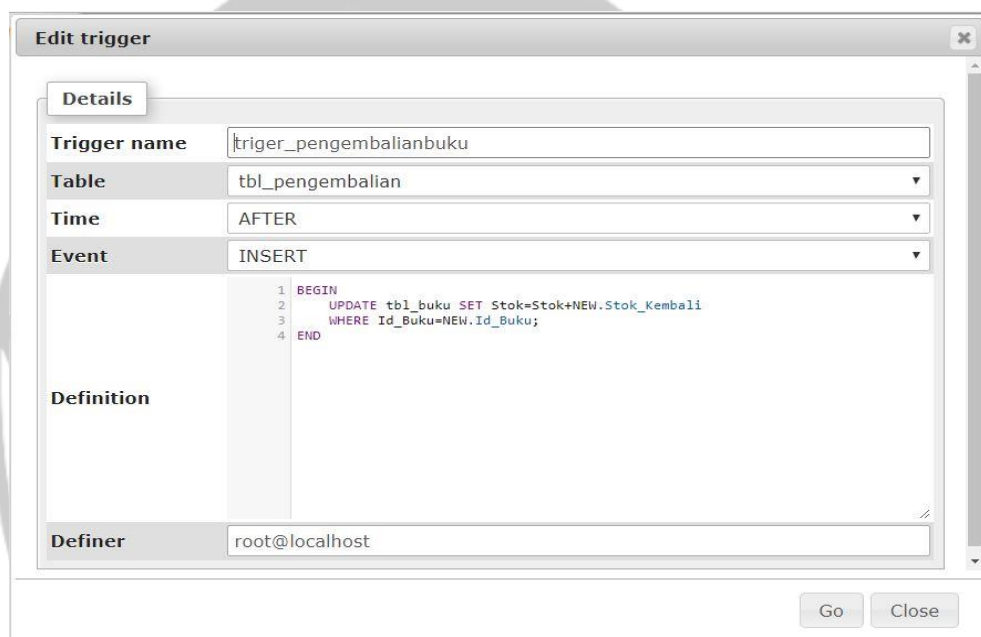 Edit trigger
Details
Trigger name triger_pengembalianbuku
Table tbl_pengembalian
Time AFTER
Event INSERT
Definition
1 BEGIN
2 UPDATE tbl_buku SET Stok=Stok+NEW.Stok_Kembali
3 WHERE Id_Buku=NEW.Id_Buku;
4 END
Definer root@localhost
Go Close